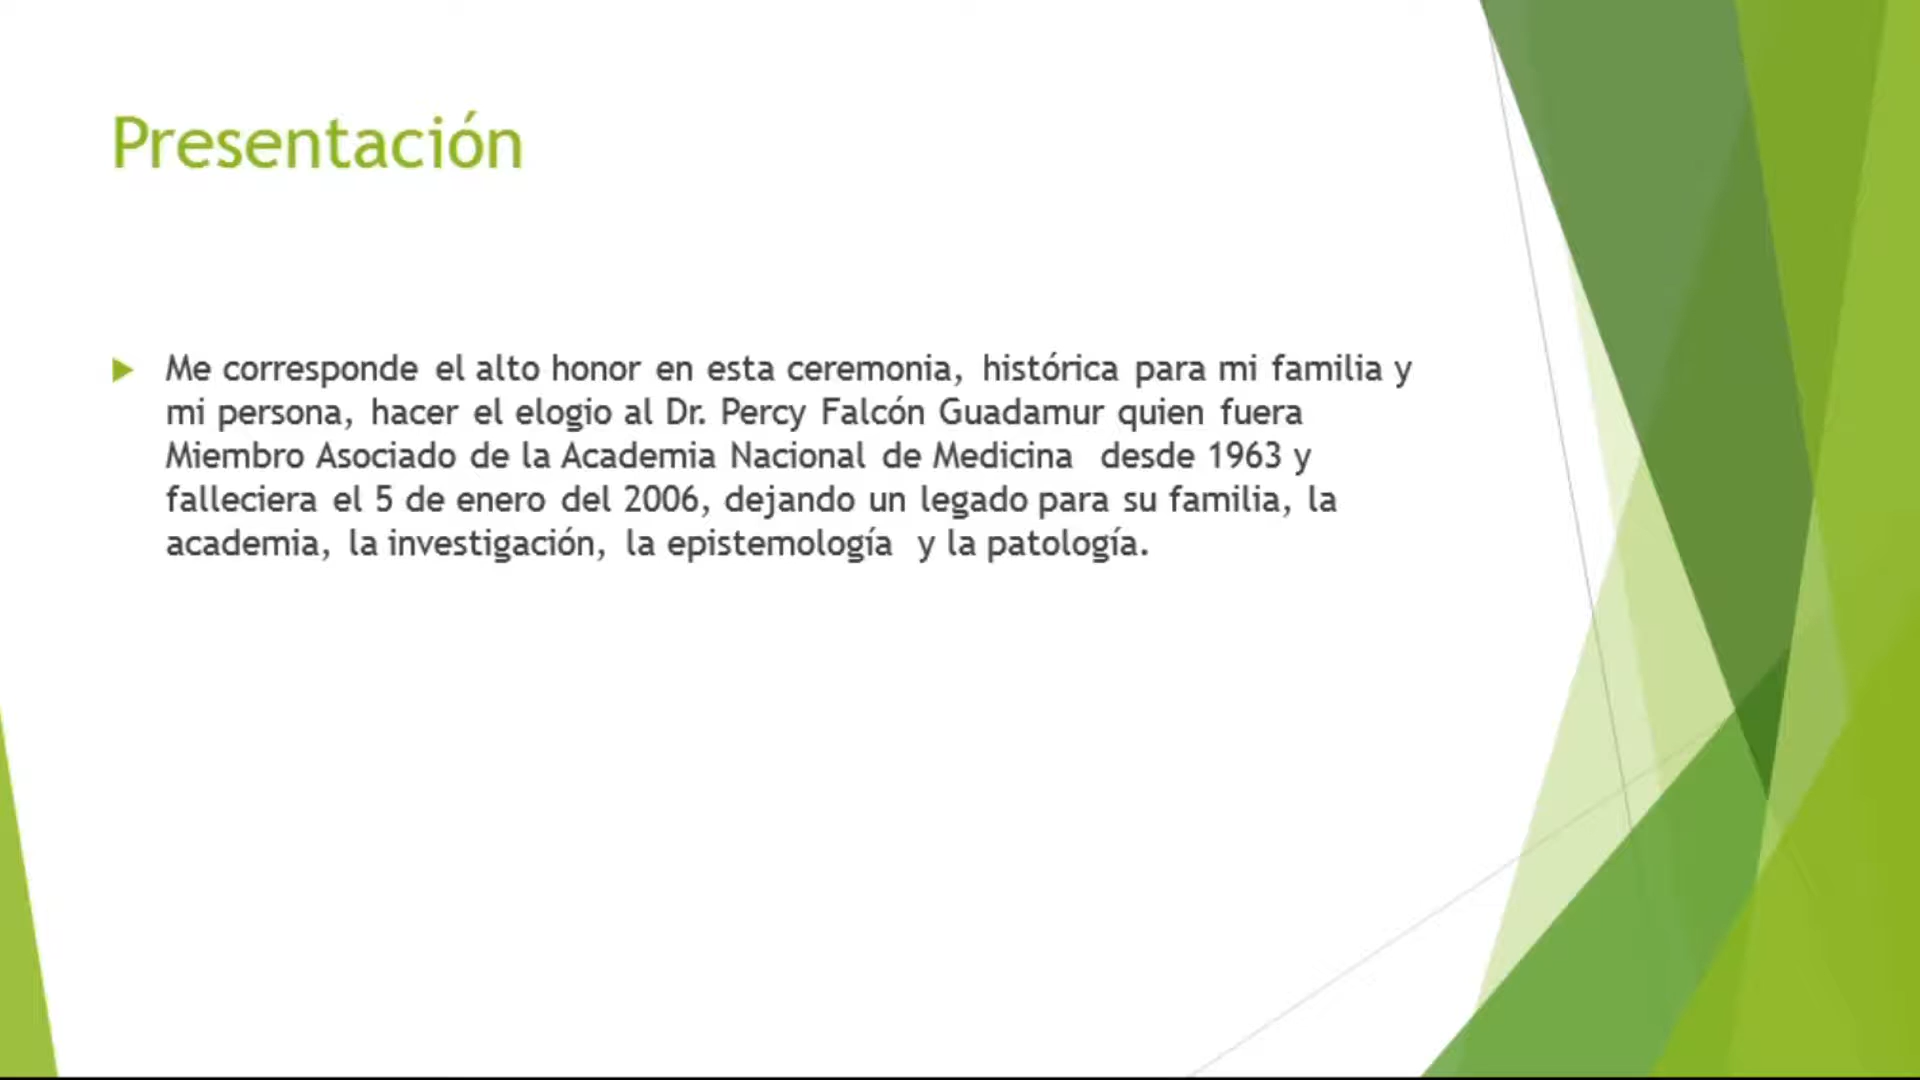 Presentación
Me corresponde el alto honor en esta ceremonia, histórica para mi familia y
mi persona, hacer el elogio al Dr. Percy Falcón Guadamur quien fuera
Miembro Asociado de la Academia Nacional de Medicina desde 1963 y
falleciera el 5 de enero del 2006, dejando un legado para su familia, la
academia, la investigación, la epistemología y la patología.